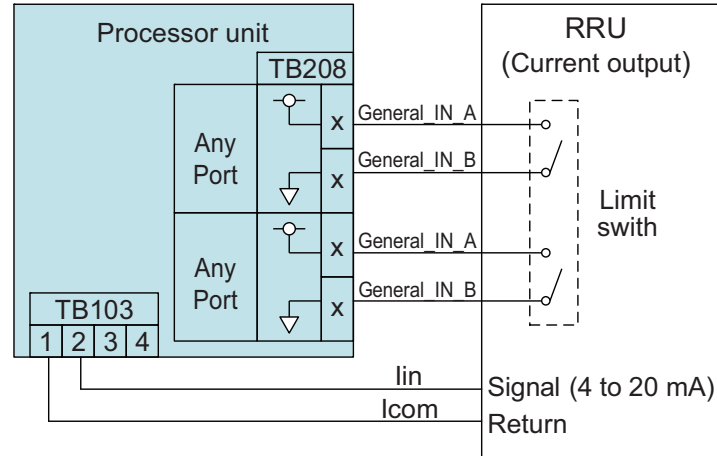 Processor unit
RRU
(Current output)
TB208
Any
Port
x
x
General_IN_A
General_IN_B
Any
Port
x
x
General_IN_A
General_IN_B
Limit
swith
TB103
1 2 3 4
Iin
Signal (4 to 20 mA)
Icom
Return